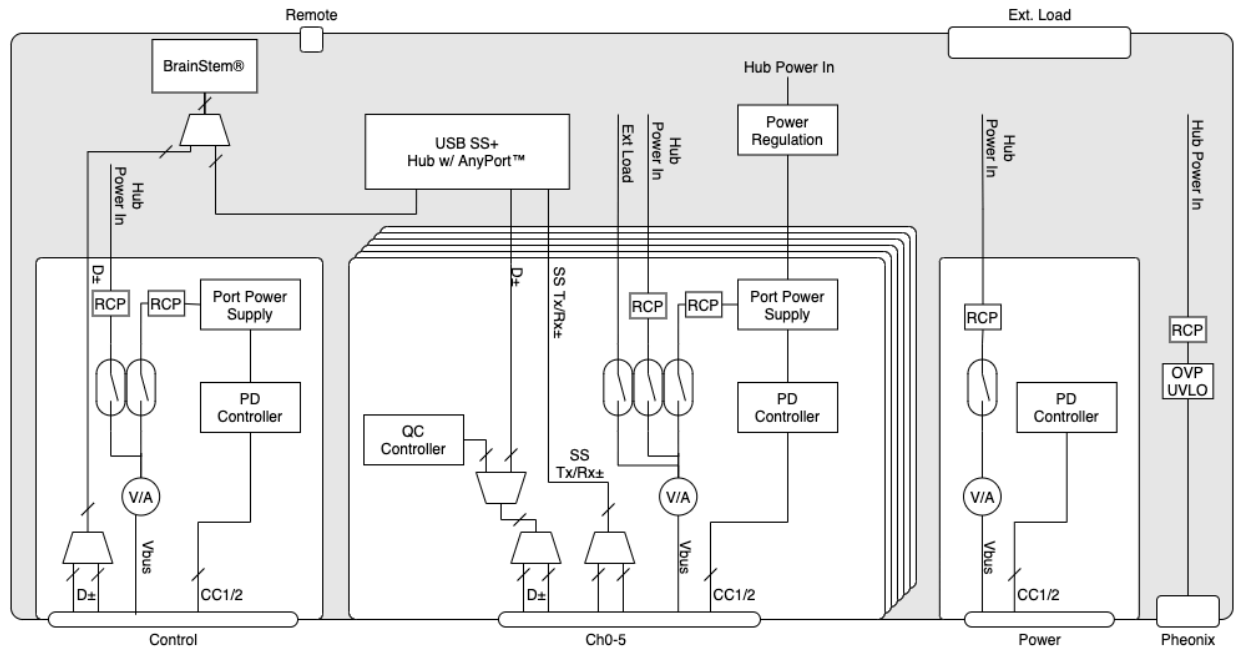 Remote
Ext. Load
BrainStem®
Hub Power In
USB SS+
Hub w/ AnyPort™
Power
Regulation
Hub
Power In
Ext Load
Hub
Power In
Hub
Power In
Hub Power In
D±
D±
SS Tx/Rx±
RCP
RCP
Port Power
Supply
RCP
RCP
Port Power
Supply
RCP
RCP
OVP
UVLO
PD
Controller
PD
Controller
PD
Controller
QC
Controller
SS
Tx/Rx±
V/A
V/A
V/A
Vbus
Vbus
Vbus
D±
CC1/2
D±
CC1/2
CC1/2
Control
Ch0-5
Power
Pheonix